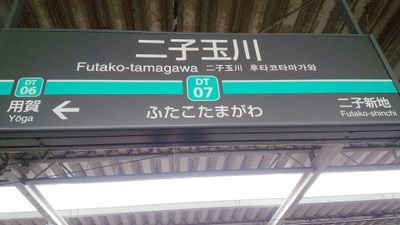 二子玉川
Futako-tamagawa 二子玉川 후타코타마가와
DT
06
DT
07
用賀
Yōga
←
ふたこたまがわ
二子新地
Futako-shinchi